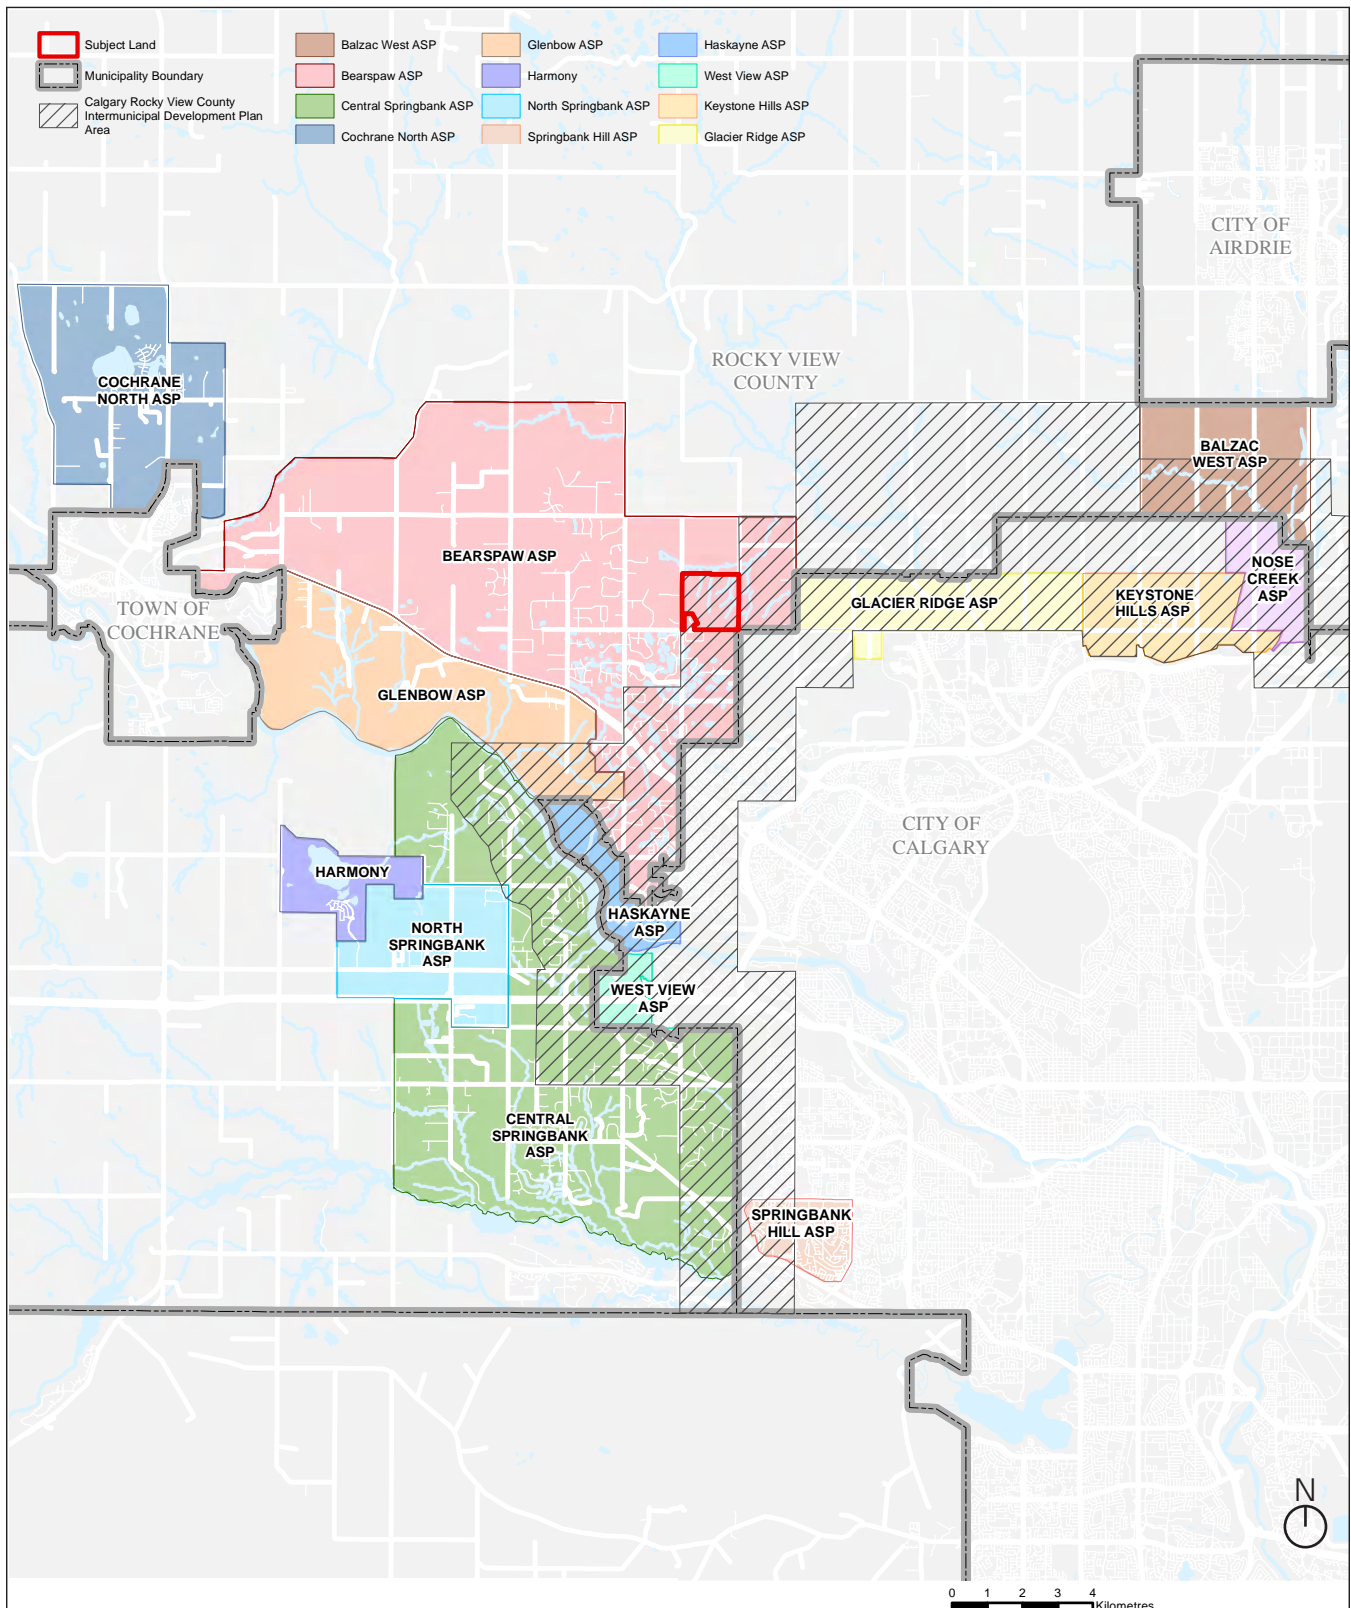 Subject Land
Municipality Boundary
Calgary Rocky View County
Intermunicipal Development Plan
Area
Balzac West ASP
Bearspaw ASP
Central Springbank ASP
Cochrane North ASP
Glenbow ASP
Harmony
North Springbank ASP
Springbank Hill ASP
Haskayne ASP
West View ASP
Keystone Hills ASP
Glacier Ridge ASP
CITY OF
AIRDRIE
ROCKY VIEW
COUNTY
COCHRANE
NORTH ASP
BALZAC
WEST ASP
BEARSPAW ASP
NOSE
CREEK
ASP
TOWN OF
COCHRANE
GLACIER RIDGE ASP
KEYSTONE
HILLS ASP
GLENBOW ASP
CITY OF
CALGARY
HARMONY
HASKAYNE
ASP
NORTH
SPRINGBANK
ASP
WEST VIEW
ASP
CENTRAL
SPRINGBANK
ASP
SPRINGBANK
HILL ASP
N
0 1 2 3 4
Kilometres